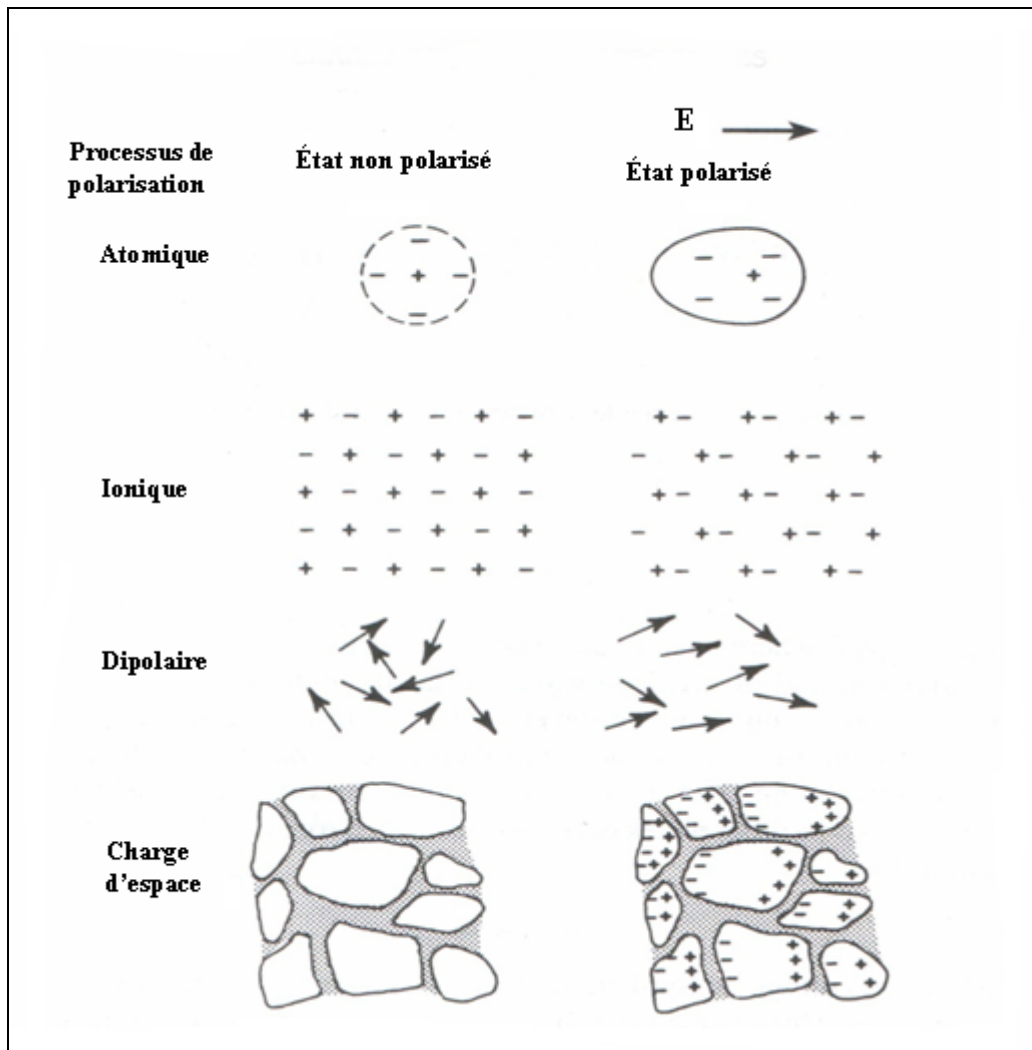 E
Processus de
polarisation
État non polarisé
État polarisé
Atomique
Ionique
Dipolaire
Charge
d'espace